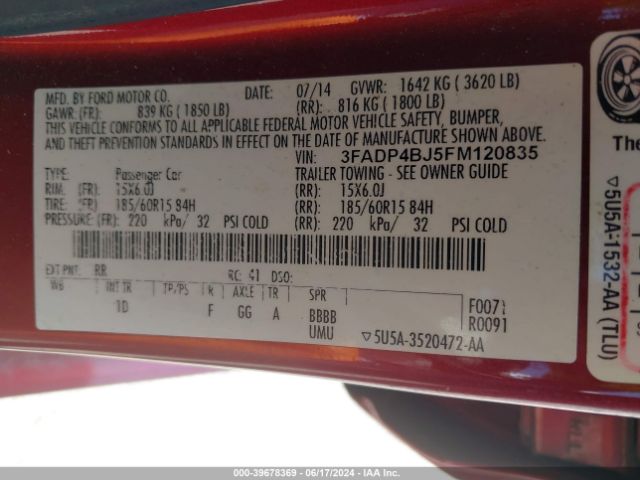 MFD. BY FORD MOTOR CO. DATE: 07/14 GVWR: 1642 KG ( 3620 LB)
GAWR: (FR): 839 KG ( 1850 LB) (RR): 816 KG ( 1800 LB)
THIS VEHICLE CONFORMS TO ALL APPLICABLE FEDERAL MOTOR VEHICLE SAFETY, BUMPER,
AND THEFT PREVENTION STANDARDS IN EFFECT ON THE DATE OF MANUFACTURE SHOWN ABOVE.
VIN: 3FADP4BJ5FM120835
TYPE: Passenger Car TRAILER TOWING - SEE OWNER GUIDE
RIM: (FR): 15X6.0J (RR): 15X6.0J
TIRE: (FR): 185/60R15 84H (RR): 185/60R15 84H
PRESSURE: (FR): 220 kPa/ 32 PSI COLD (RR): 220 kPa/ 32 PSI COLD
EXT PNT: RR RC: 41 DSO:
WB INT TR TP/PS R AXLE TR SPR
1D F GG A BBBB F0071
UMU R0091
▽5U5A-3520472-AA
The
▽5U5A-1532-AA (TLU)
00-39678369 | 06/17/2024 | IAA AUCTIONS